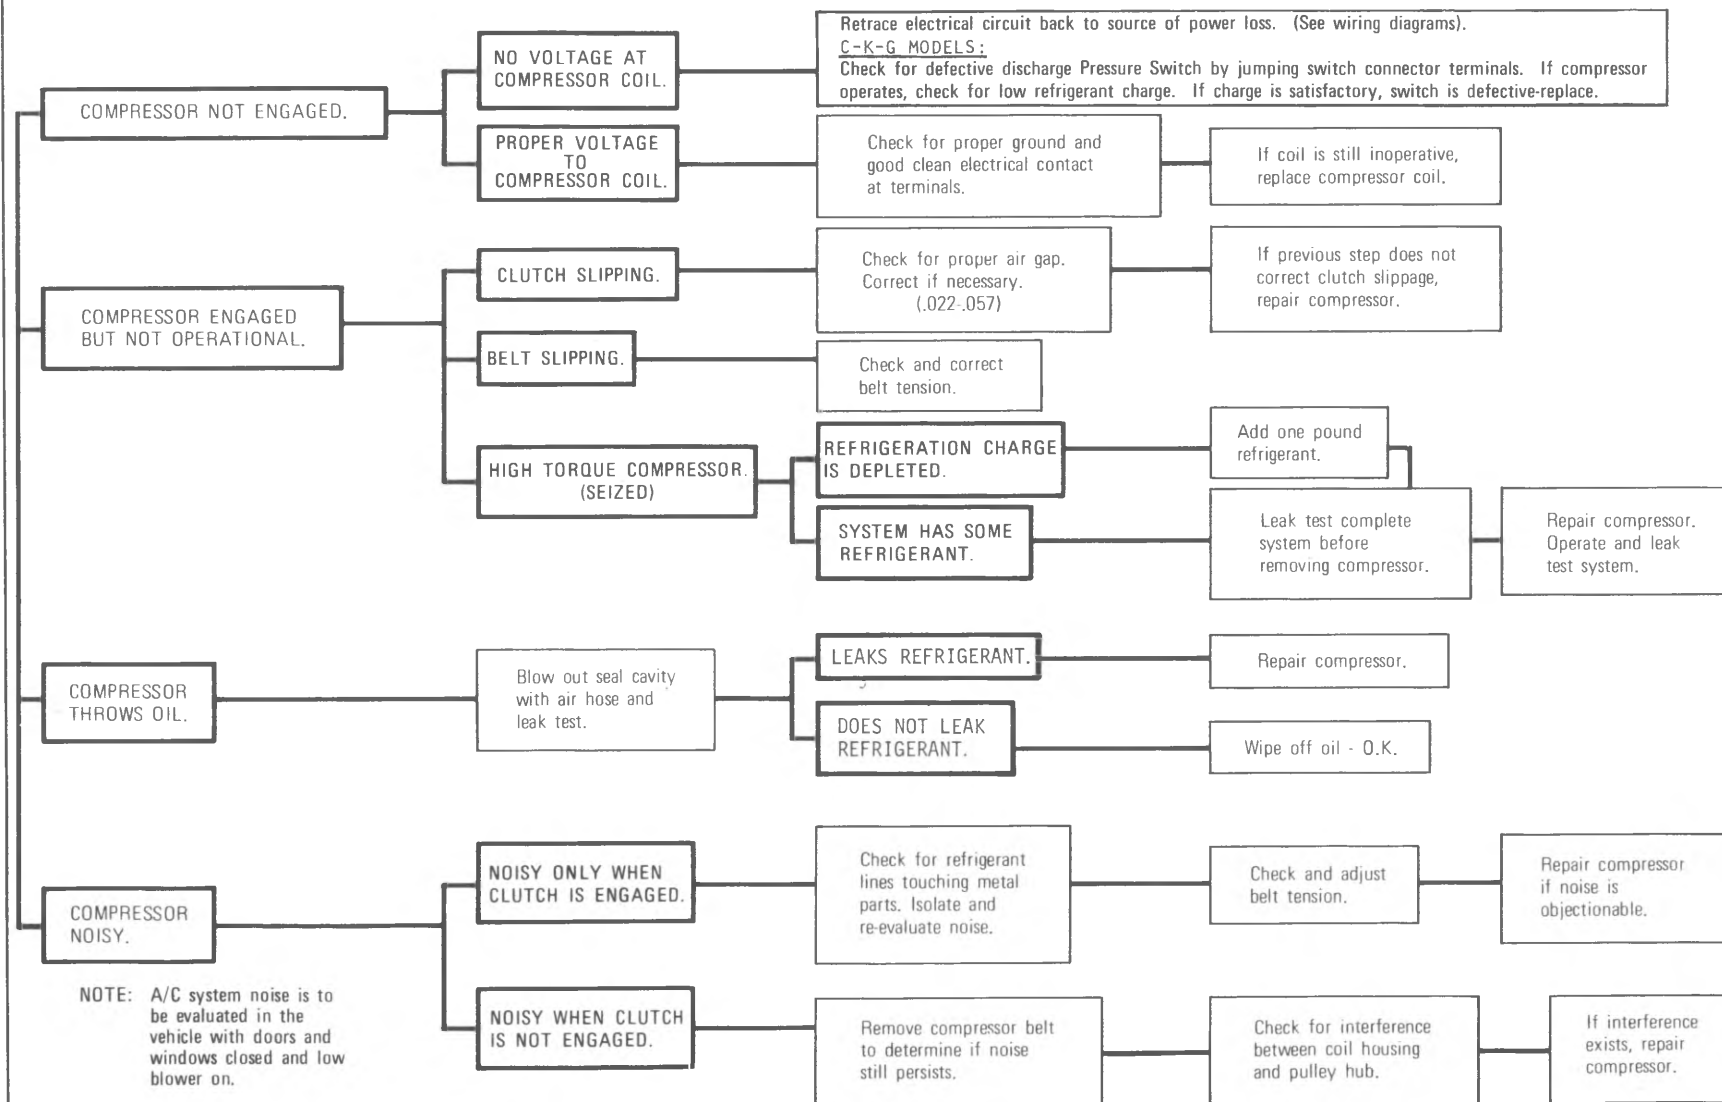 COMPRESSOR NOT ENGAGED.
NO VOLTAGE AT
COMPRESSOR COIL.
Retrace electrical circuit back to source of power loss. (See wiring diagrams).
C-K-G MODELS:
Check for defective discharge Pressure Switch by jumping switch connector terminals. If compressor
operates, check for low refrigerant charge. If charge is satisfactory, switch is defective-replace.
PROPER VOLTAGE
TO
COMPRESSOR COIL.
Check for proper ground and
good clean electrical contact
at terminals.
If coil is still inoperative,
replace compressor coil.
COMPRESSOR ENGAGED
BUT NOT OPERATIONAL.
CLUTCH SLIPPING.
Check for proper air gap.
Correct if necessary.
(.022-.057)
If previous step does not
correct clutch slippage,
repair compressor.
BELT SLIPPING.
Check and correct
belt tension.
HIGH TORQUE COMPRESSOR.
(SEIZED)
REFRIGERATION CHARGE
IS DEPLETED.
Add one pound
refrigerant.
SYSTEM HAS SOME
REFRIGERANT.
Leak test complete
system before
removing compressor.
Repair compressor.
Operate and leak
test system.
COMPRESSOR
THROWS OIL.
Blow out seal cavity
with air hose and
leak test.
LEAKS REFRIGERANT.
Repair compressor.
DOES NOT LEAK
REFRIGERANT.
Wipe off oil - O.K.
COMPRESSOR
NOISY.
NOISY ONLY WHEN
CLUTCH IS ENGAGED.
Check for refrigerant
lines touching metal
parts. Isolate and
re-evaluate noise.
Check and adjust
belt tension.
Repair compressor
if noise is
objectionable.
NOISY WHEN CLUTCH
IS NOT ENGAGED.
Remove compressor belt
to determine if noise
still persists.
Check for interference
between coil housing
and pulley hub.
If interference
exists, repair
compressor.
NOTE: A/C system noise is to
be evaluated in the
vehicle with doors and
windows closed and low
blower on.